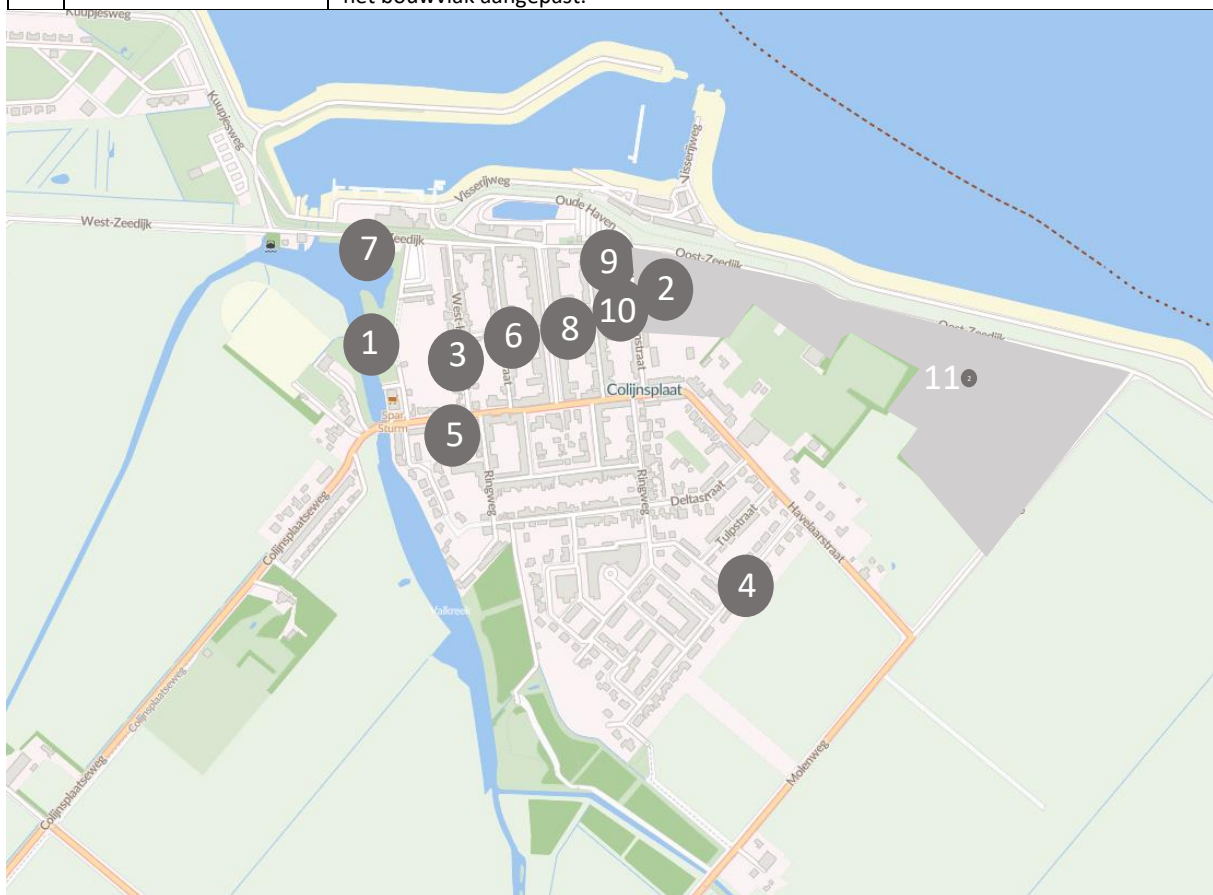 het bouwvlak aangepast.
Kuupjesweg
Kuupjesweg
Visserijweg
Visserijweg
Oude Haven
West-Zeedijk
Zeedijk
Oost-Zeedijk
Oost-Zeedijk
7
9
2
10
1
6
8
3
11
2
Colijnsplaat
Spar
Sturm
5
Ringweg
Ringweg
Deltastraat
Tulpstraat
Havelaarstraat
Colijnsplaatseweg
4
Valkreek
Colijnsplaatseweg
Molenweg
Colijnsplaatseweg